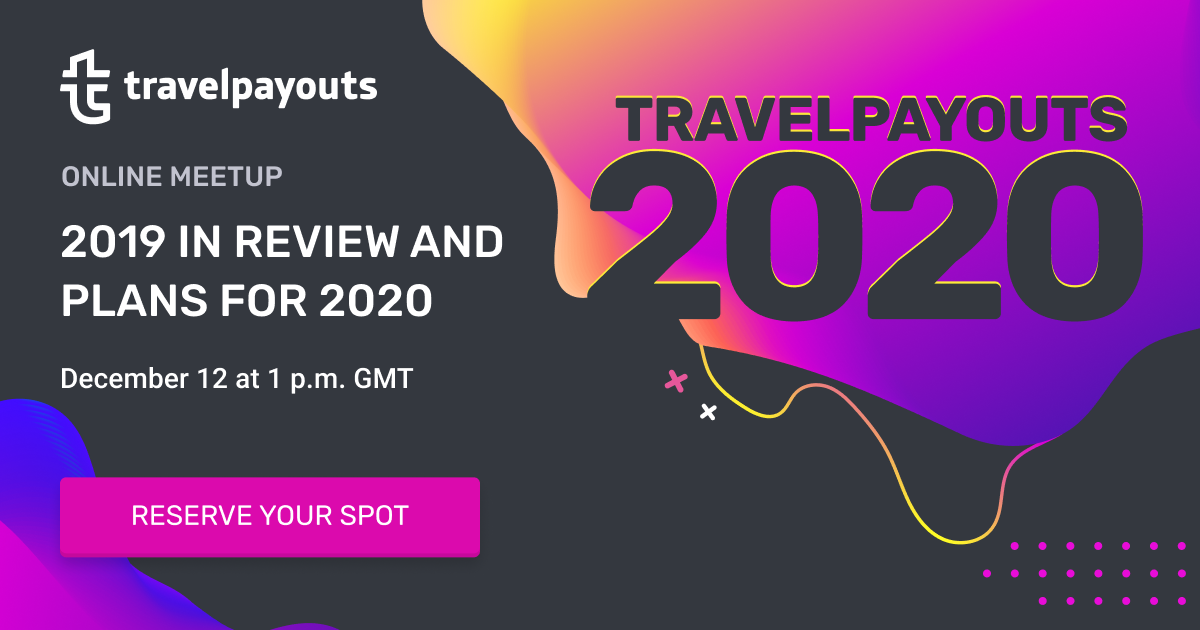 travelpayouts
ONLINE MEETUP
2019 IN REVIEW AND
PLANS FOR 2020
December 12 at 1 p.m. GMT
RESERVE YOUR SPOT
TRAVELPAYOUTS
2020